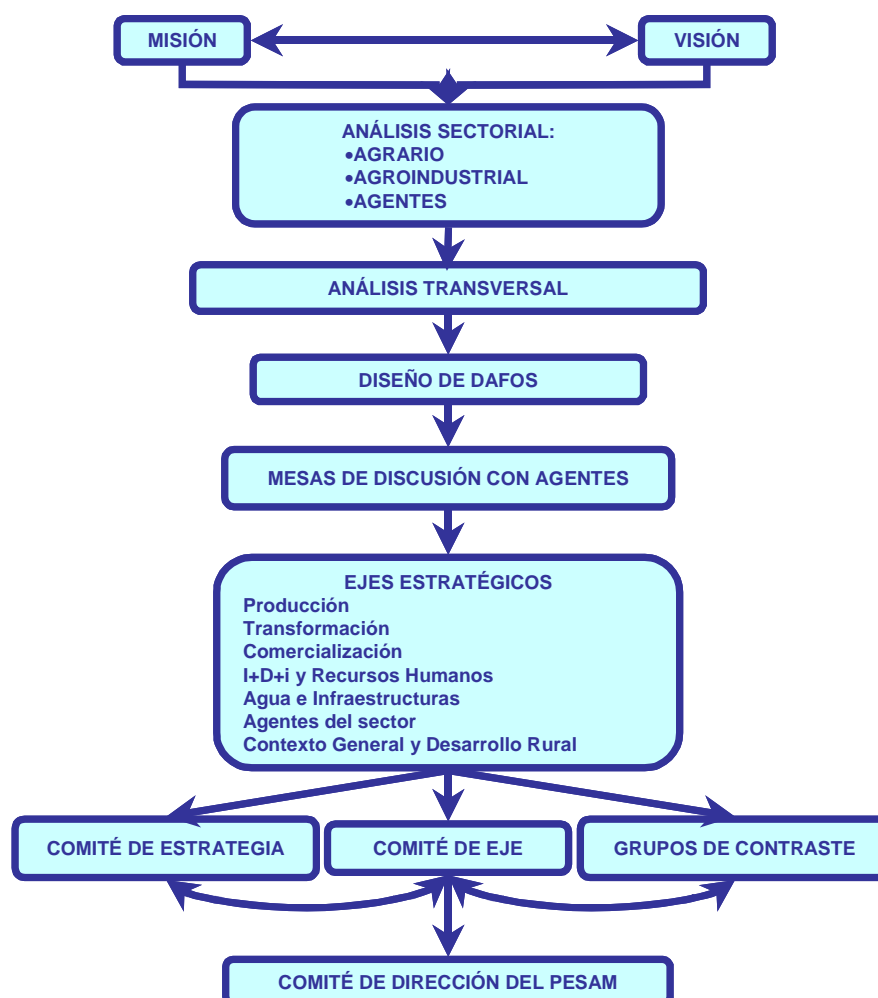 MISIÓN
VISIÓN
ANÁLISIS SECTORIAL:
•AGRARIO
•AGROINDUSTRIAL
•AGENTES
ANÁLISIS TRANSVERSAL
DISEÑO DE DAFOS
MESAS DE DISCUSIÓN CON AGENTES
EJES ESTRATÉGICOS
Producción
Transformación
Comercialización
I+D+i y Recursos Humanos
Agua e Infraestructuras
Agentes del sector
Contexto General y Desarrollo Rural
COMITÉ DE ESTRATEGIA
COMITÉ DE EJE
GRUPOS DE CONTRASTE
COMITÉ DE DIRECCIÓN DEL PESAM